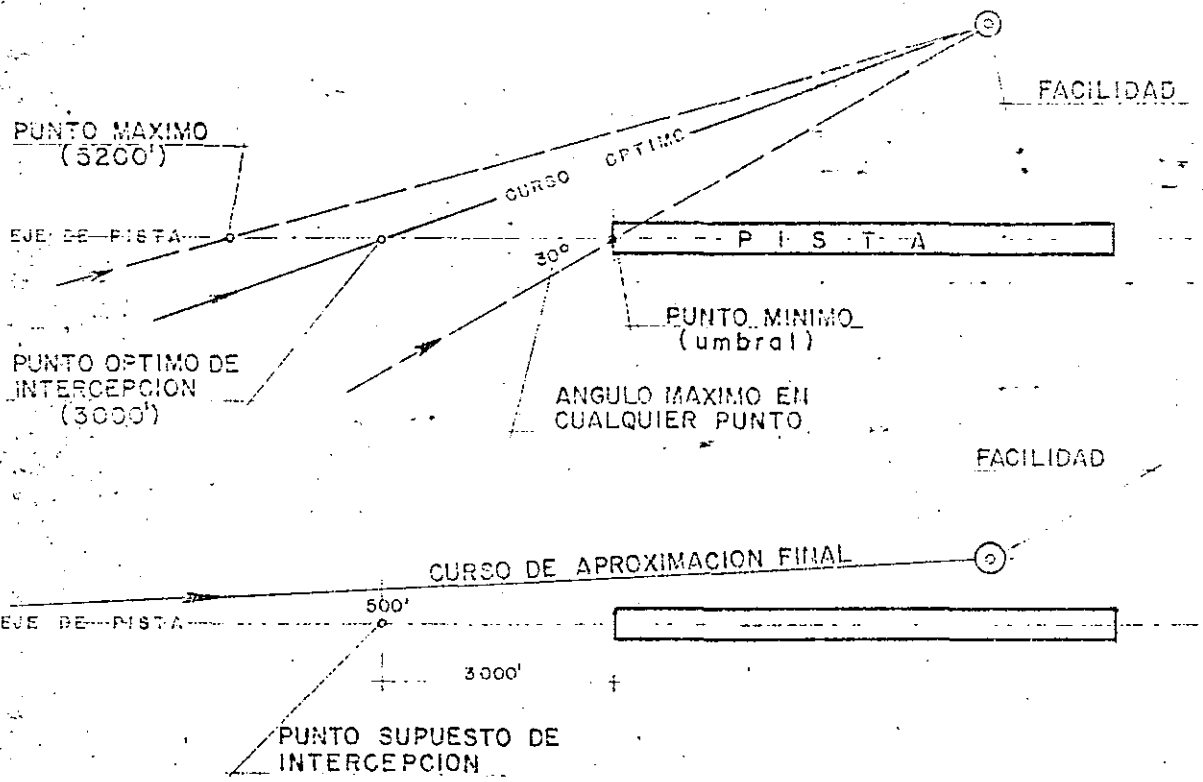 FACILIDAD
PUNTO MAXIMO
(5200')
CURSO OPTIMO
EJE DE PISTA
PISTA
30°
PUNTO MINIMO
(umbral)
PUNTO OPTIMO DE
INTERCEPCION
(3000')
ANGULO MAXIMO EN
CUALQUIER PUNTO
FACILIDAD
CURSO DE APROXIMACION FINAL
500'
EJE DE PISTA
3000'
PUNTO SUPUESTO DE
INTERCEPCION